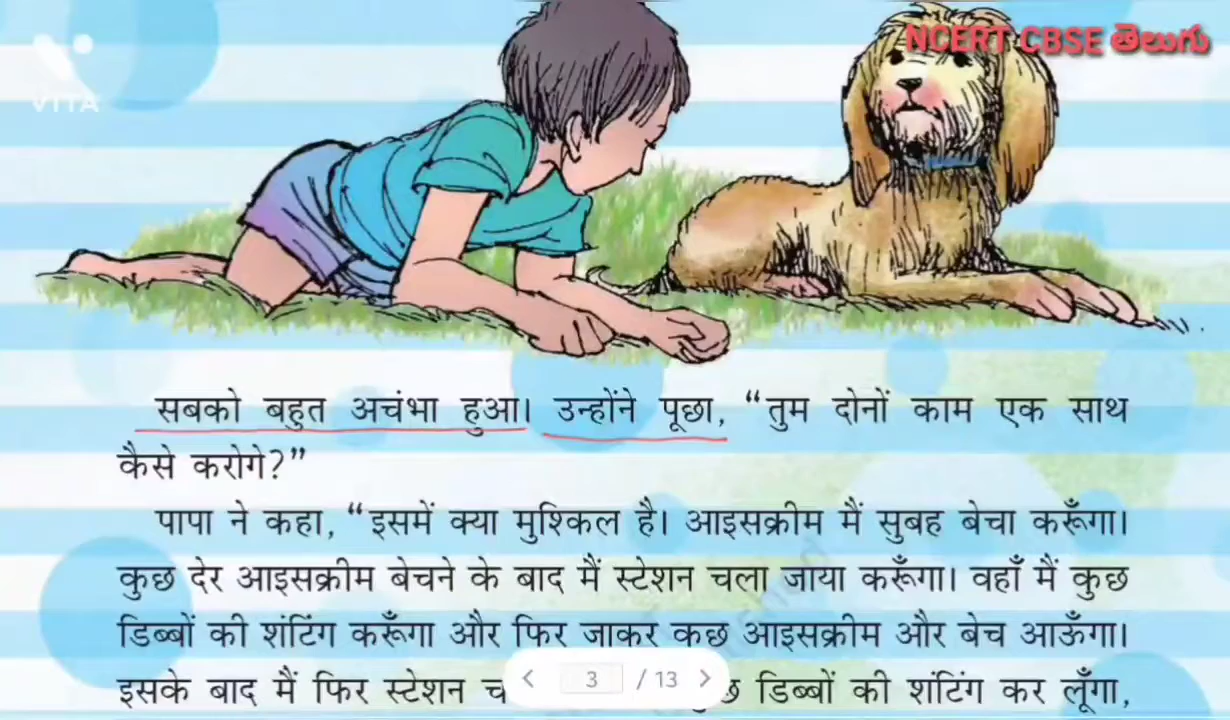 NCERT CBSE తెలుగు
VITA
सबको बहुत अचंभा हुआ। उन्होंने पूछा, “तुम दोनों काम एक साथ
कैसे करोगे?”
पापा ने कहा, “इसमें क्या मुश्किल है। आइसक्रीम मैं सुबह बेचा करूँगा।
कुछ देर आइसक्रीम बेचने के बाद मैं स्टेशन चला जाया करूँगा। वहाँ मैं कुछ
डिब्बों की शंटिंग करूँगा और फिर जाकर कुछ आइसक्रीम और बेच आऊँगा।
इसके बाद मैं फिर स्टेशन डिब्बों की शंटिंग कर लूँगा,
< 3 / 13 >